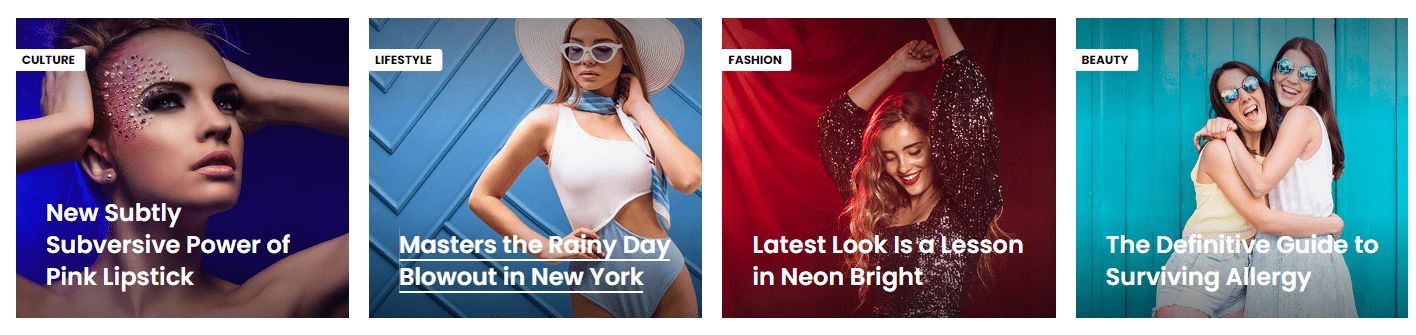 CULTURE
New Subtly
Subversive Power of
Pink Lipstick
LIFESTYLE
Masters the Rainy Day
Blowout in New York
FASHION
Latest Look Is a Lesson
in Neon Bright
BEAUTY
The Definitive Guide to
Surviving Allergy